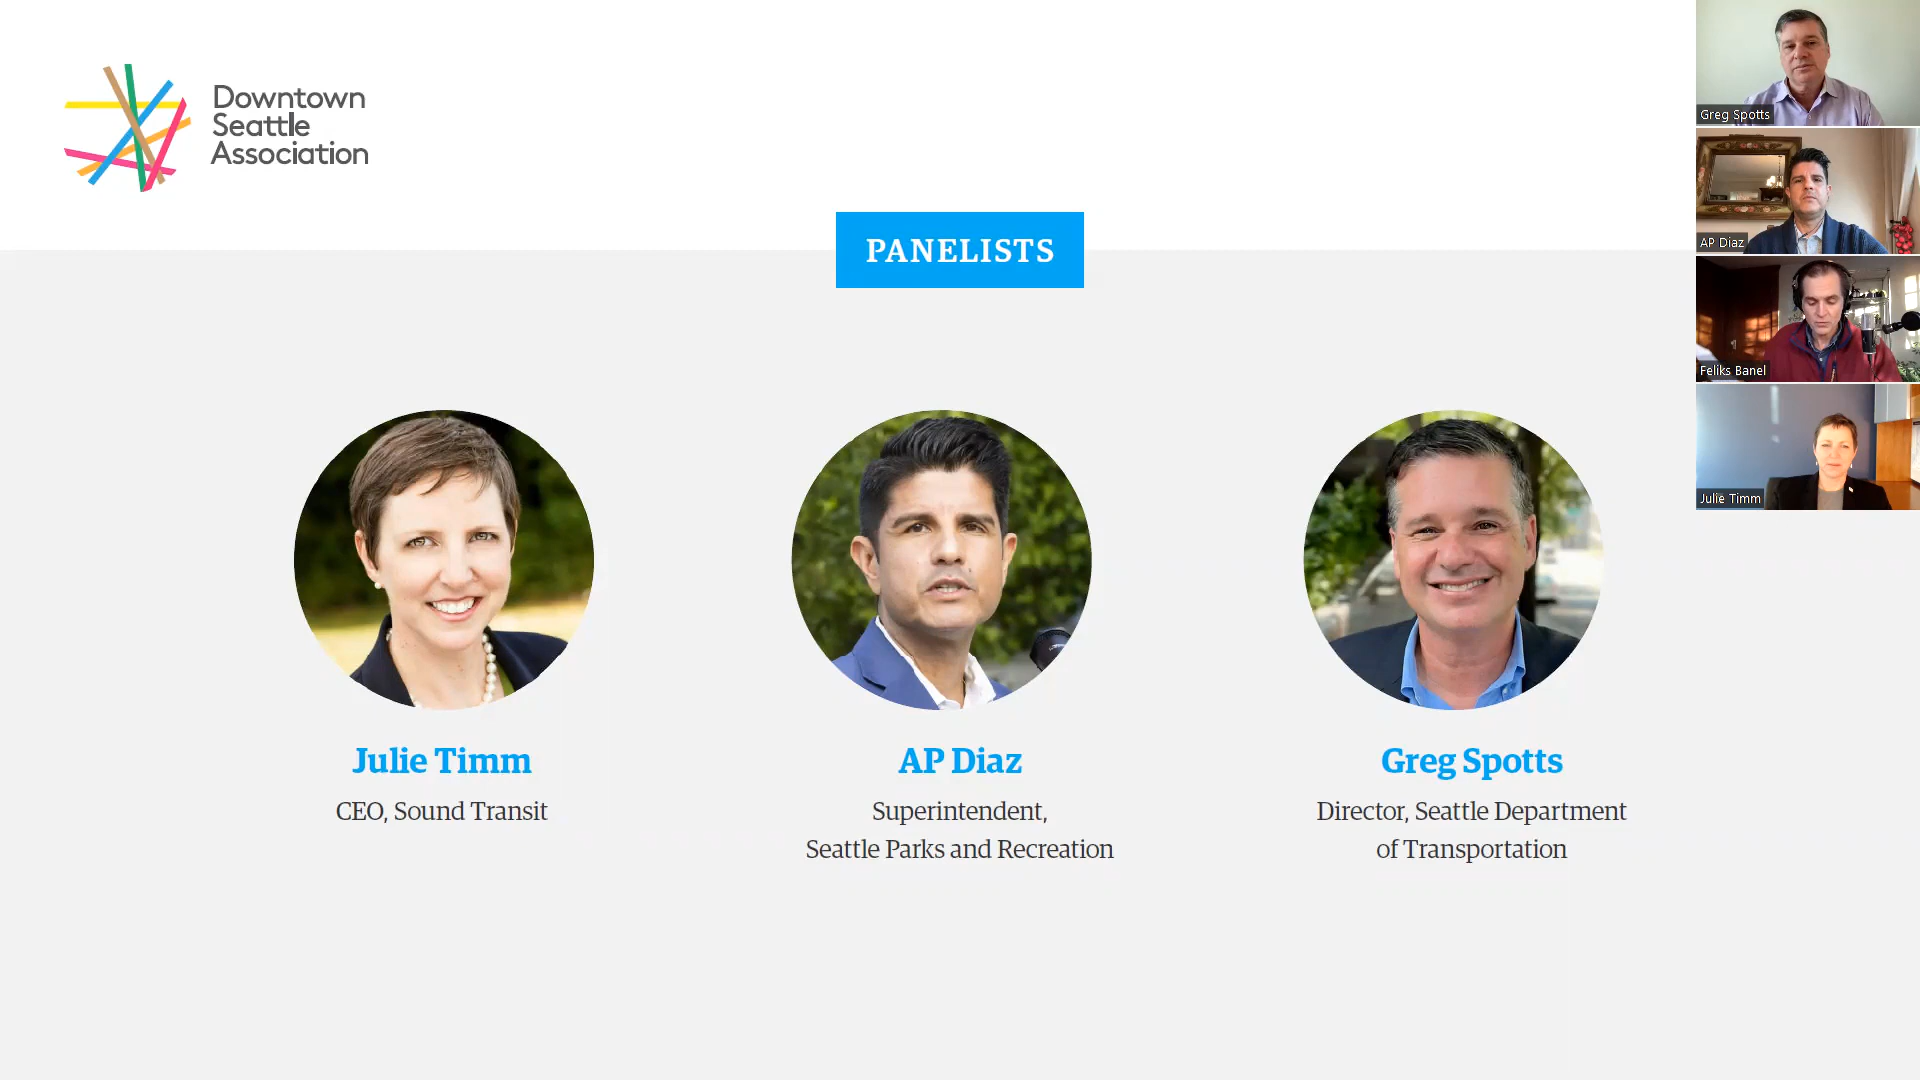 Downtown
Seattle
Association
PANELISTS
Julie Timm
CEO, Sound Transit
AP Diaz
Superintendent,
Seattle Parks and Recreation
Greg Spotts
Director, Seattle Department
of Transportation
Greg Spotts
AP Diaz
Feliks Banel
Julie Timm